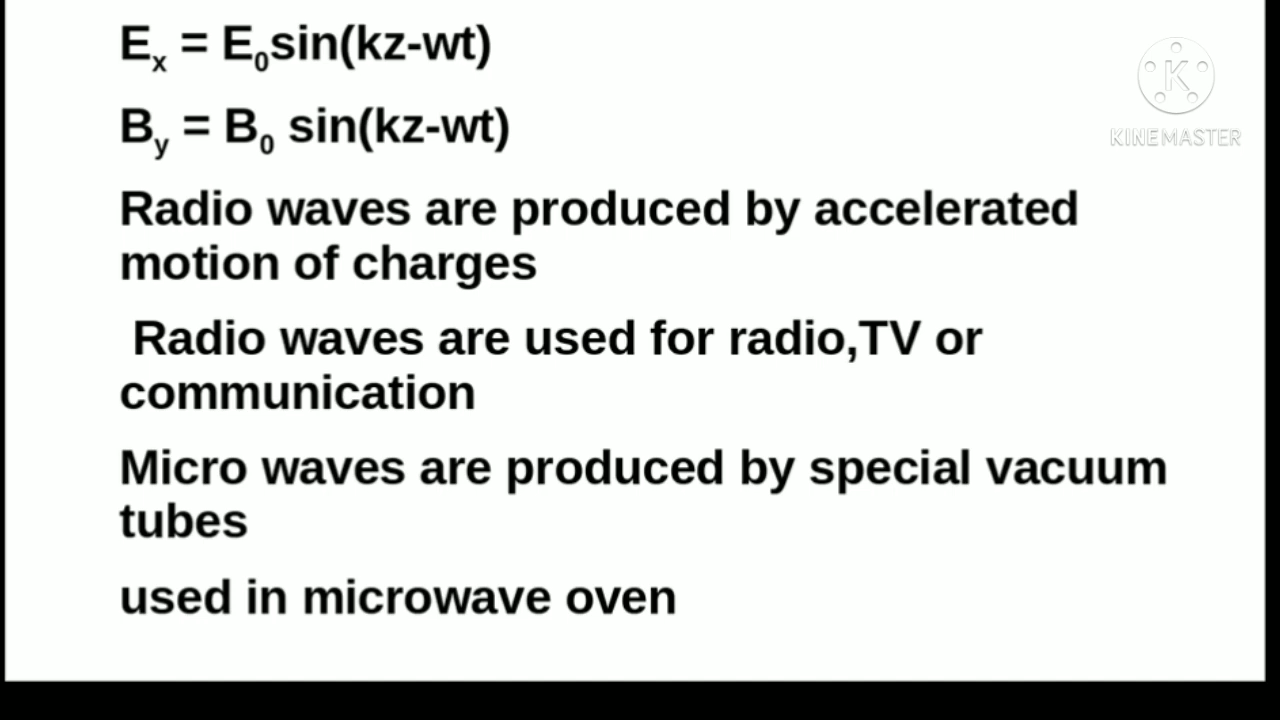 Eₓ = E₀sin(kz-wt)
KINEMASTER
By = B₀ sin(kz-wt)
Radio waves are produced by accelerated
motion of charges
Radio waves are used for radio,TV or
communication
Micro waves are produced by special vacuum
tubes
used in microwave oven